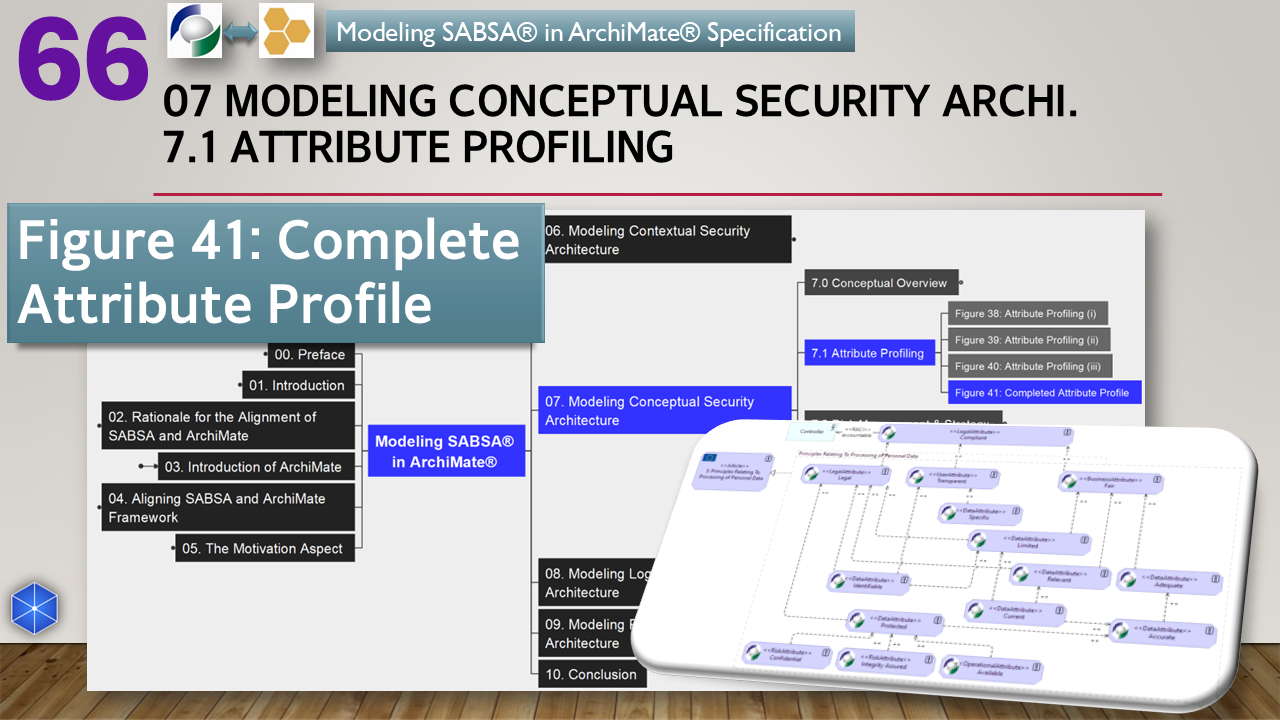 66
Modeling SABSA® in ArchiMate® Specification
07 MODELING CONCEPTUAL SECURITY ARCHI.
7.1 ATTRIBUTE PROFILING
Figure 41: Complete
Attribute Profile
06. Modeling Contextual Security
Architecture
7.0 Conceptual Overview
Figure 38: Attribute Profiling (i)
Figure 39: Attribute Profiling (ii)
7.1 Attribute Profiling
Figure 40: Attribute Profiling (iii)
Figure 41: Completed Attribute Profile
00. Preface
01. Introduction
02. Rationale for the Alignment of
SABSA and ArchiMate
03. Introduction of ArchiMate
04. Aligning SABSA and ArchiMate
Framework
05. The Motivation Aspect
Modeling SABSA®
in ArchiMate®
07. Modeling Conceptual Security
Architecture
08. Modeling Log
Architecture
09. Modeling
Architecture
10. Conclusion
Controller
<<RACI>>
accountable
<<LegalAttribute>>
Compliant
Principles Relating To Processing of Personal Data
<<Article>>
5: Principles Relating To
Processing of Personal Data
<<LegalAttribute>>
Legal
<<UserAttribute>>
Transparent
<<BusinessAttribute>>
Fair
<<DataAttribute>>
Specific
<<DataAttribute>>
Limited
<<DataAttribute>>
Identifiable
<<DataAttribute>>
Relevant
<<DataAttribute>>
Adequate
<<DataAttribute>>
Protected
<<DataAttribute>>
Current
<<DataAttribute>>
Accurate
<<RiskAttribute>>
Confidential
<<RiskAttribute>>
Integrity Assured
<<OperationalAttribute>>
Available